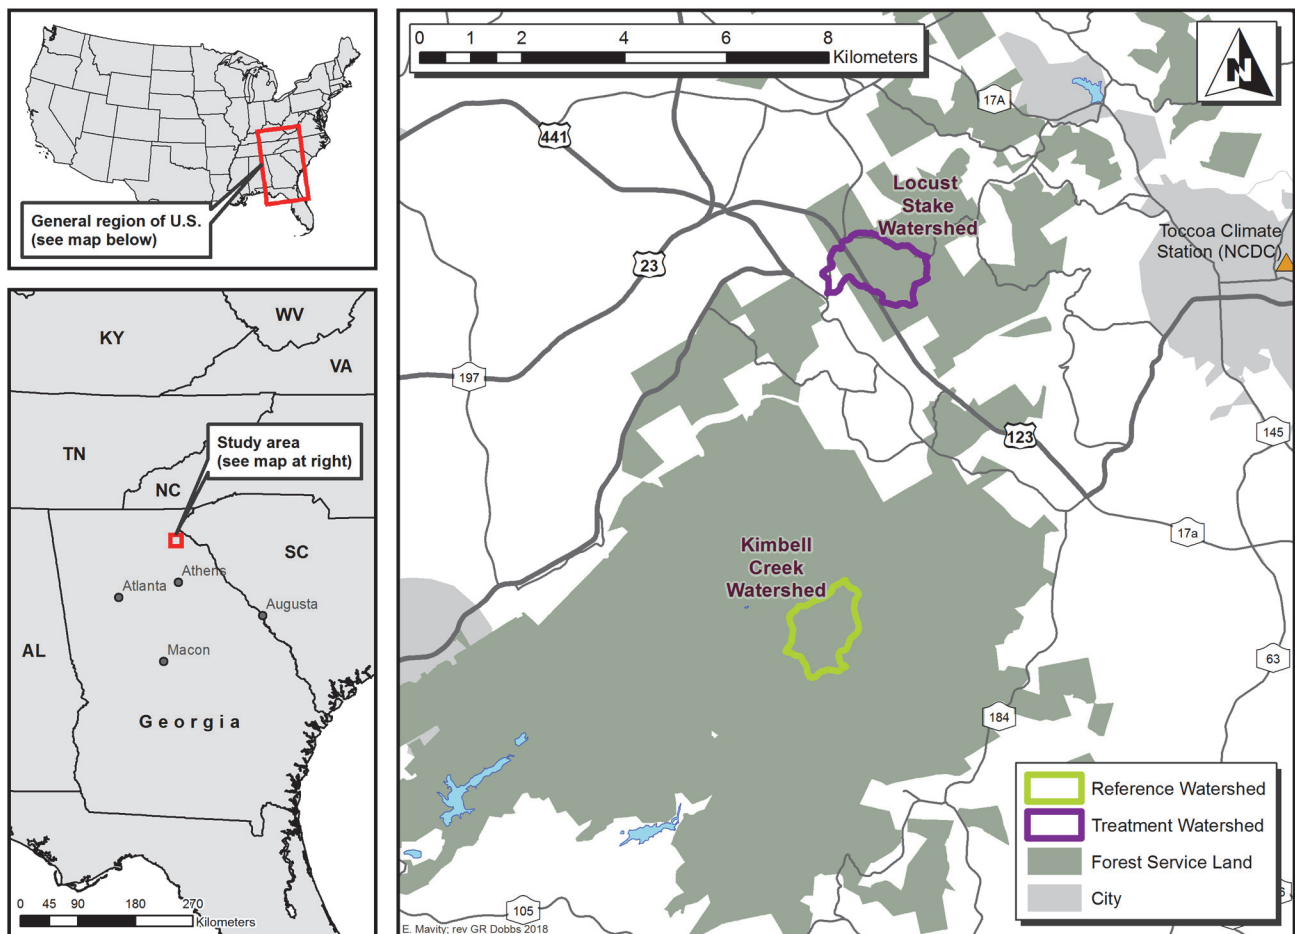 General region of U.S.
(see map below)
KY
WV
VA
TN
NC
Study area
(see map at right)
SC
Athens
Atlanta
Augusta
AL
Macon
Georgia
0 45 90 180 270
Kilometers
0 1 2 4 6 8
Kilometers
N
17A
441
Locust
Stake
Watershed
23
Toccoa Climate
Station (NCDC)
197
123
145
17a
Kimbell
Creek
Watershed
63
184
105
Reference Watershed
Treatment Watershed
Forest Service Land
City
E. Mavity; rev GR Dobbs 2018